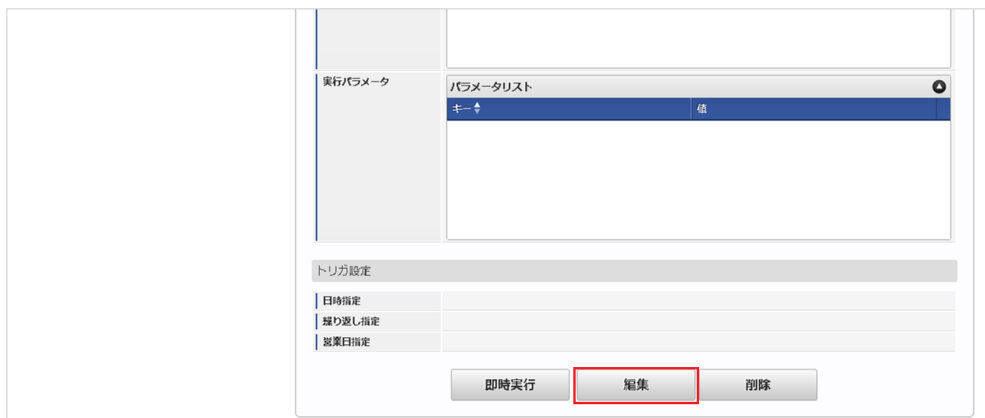 実行パラメータ
パラメータリスト
キー 値
トリガ設定
日時指定
繰り返し指定
営業日指定
即時実行 編集 削除